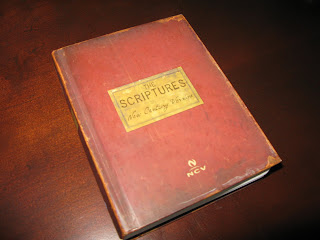 THE
SCRIPTURES
New Century Version
N
NCV